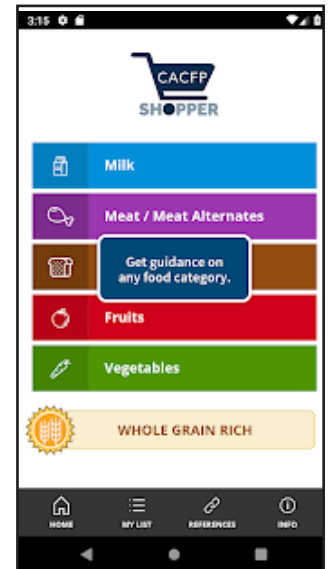 3:15
CACFP
SHOPPER
Milk
Meat / Meat Alternates
Get guidance on
any food category.
Fruits
Vegetables
WHOLE GRAIN RICH
HOME
MY LIST
REFERENCES
INFO